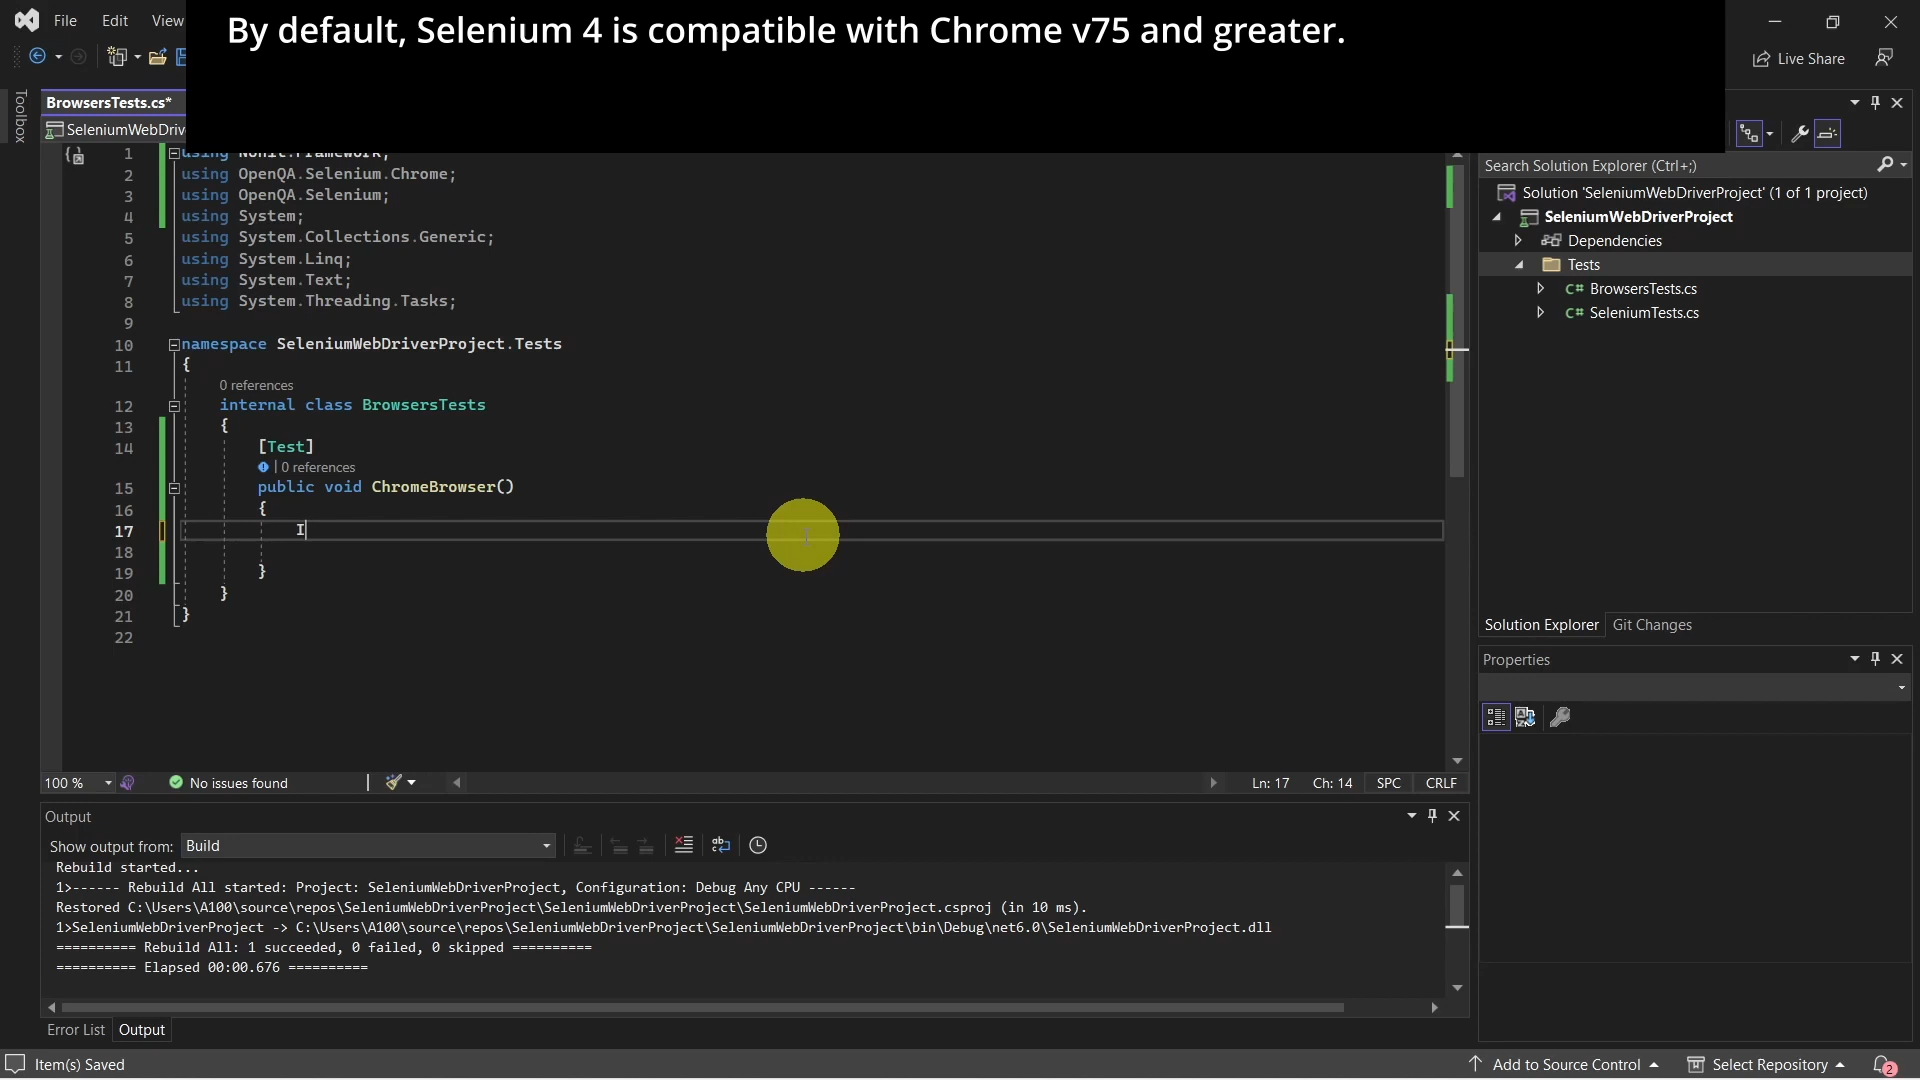 By default, Selenium 4 is compatible with Chrome v75 and greater.
File Edit View
Live Share
Toolbox
BrowsersTests.cs*
SeleniumWebDrive
1 using NUnit.Framework;
2 using OpenQA.Selenium.Chrome;
3 using OpenQA.Selenium;
4 using System;
5 using System.Collections.Generic;
6 using System.Linq;
7 using System.Text;
8 using System.Threading.Tasks;
9
10 namespace SeleniumWebDriverProject.Tests
11 {
0 references
12 internal class BrowsersTests
13 {
14 [Test]
0 references
15 public void ChromeBrowser()
16 {
17 I
18
19 }
20 }
21 }
22
100 % No issues found Ln: 17 Ch: 14 SPC CRLF
Search Solution Explorer (Ctrl+;)
Solution 'SeleniumWebDriverProject' (1 of 1 project)
SeleniumWebDriverProject
Dependencies
Tests
C# BrowsersTests.cs
C# SeleniumTests.cs
Solution Explorer Git Changes
Properties
Output
Show output from: Build
Rebuild started...
1>------ Rebuild All started: Project: SeleniumWebDriverProject, Configuration: Debug Any CPU ------
Restored C:\Users\A100\source\repos\SeleniumWebDriverProject\SeleniumWebDriverProject\SeleniumWebDriverProject.csproj (in 10 ms).
1>SeleniumWebDriverProject -> C:\Users\A100\source\repos\SeleniumWebDriverProject\SeleniumWebDriverProject\bin\Debug\net6.0\SeleniumWebDriverProject.dll
========== Rebuild All: 1 succeeded, 0 failed, 0 skipped ==========
========== Elapsed 00:00.676 ==========
Error List Output
Item(s) Saved Add to Source Control Select Repository 2